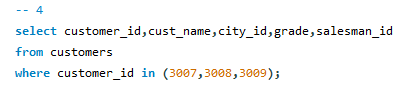 -- 4
select customer_id,cust_name,city_id,grade,salesman_id
from customers
where customer_id in (3007,3008,3009);